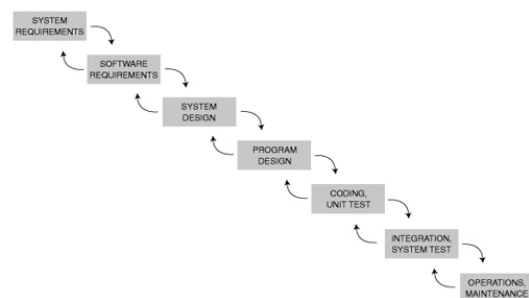 SYSTEM
REQUIREMENTS
SOFTWARE
REQUIREMENTS
SYSTEM
DESIGN
PROGRAM
DESIGN
CODING,
UNIT TEST
INTEGRATION,
SYSTEM TEST
OPERATIONS,
MAINTENANCE